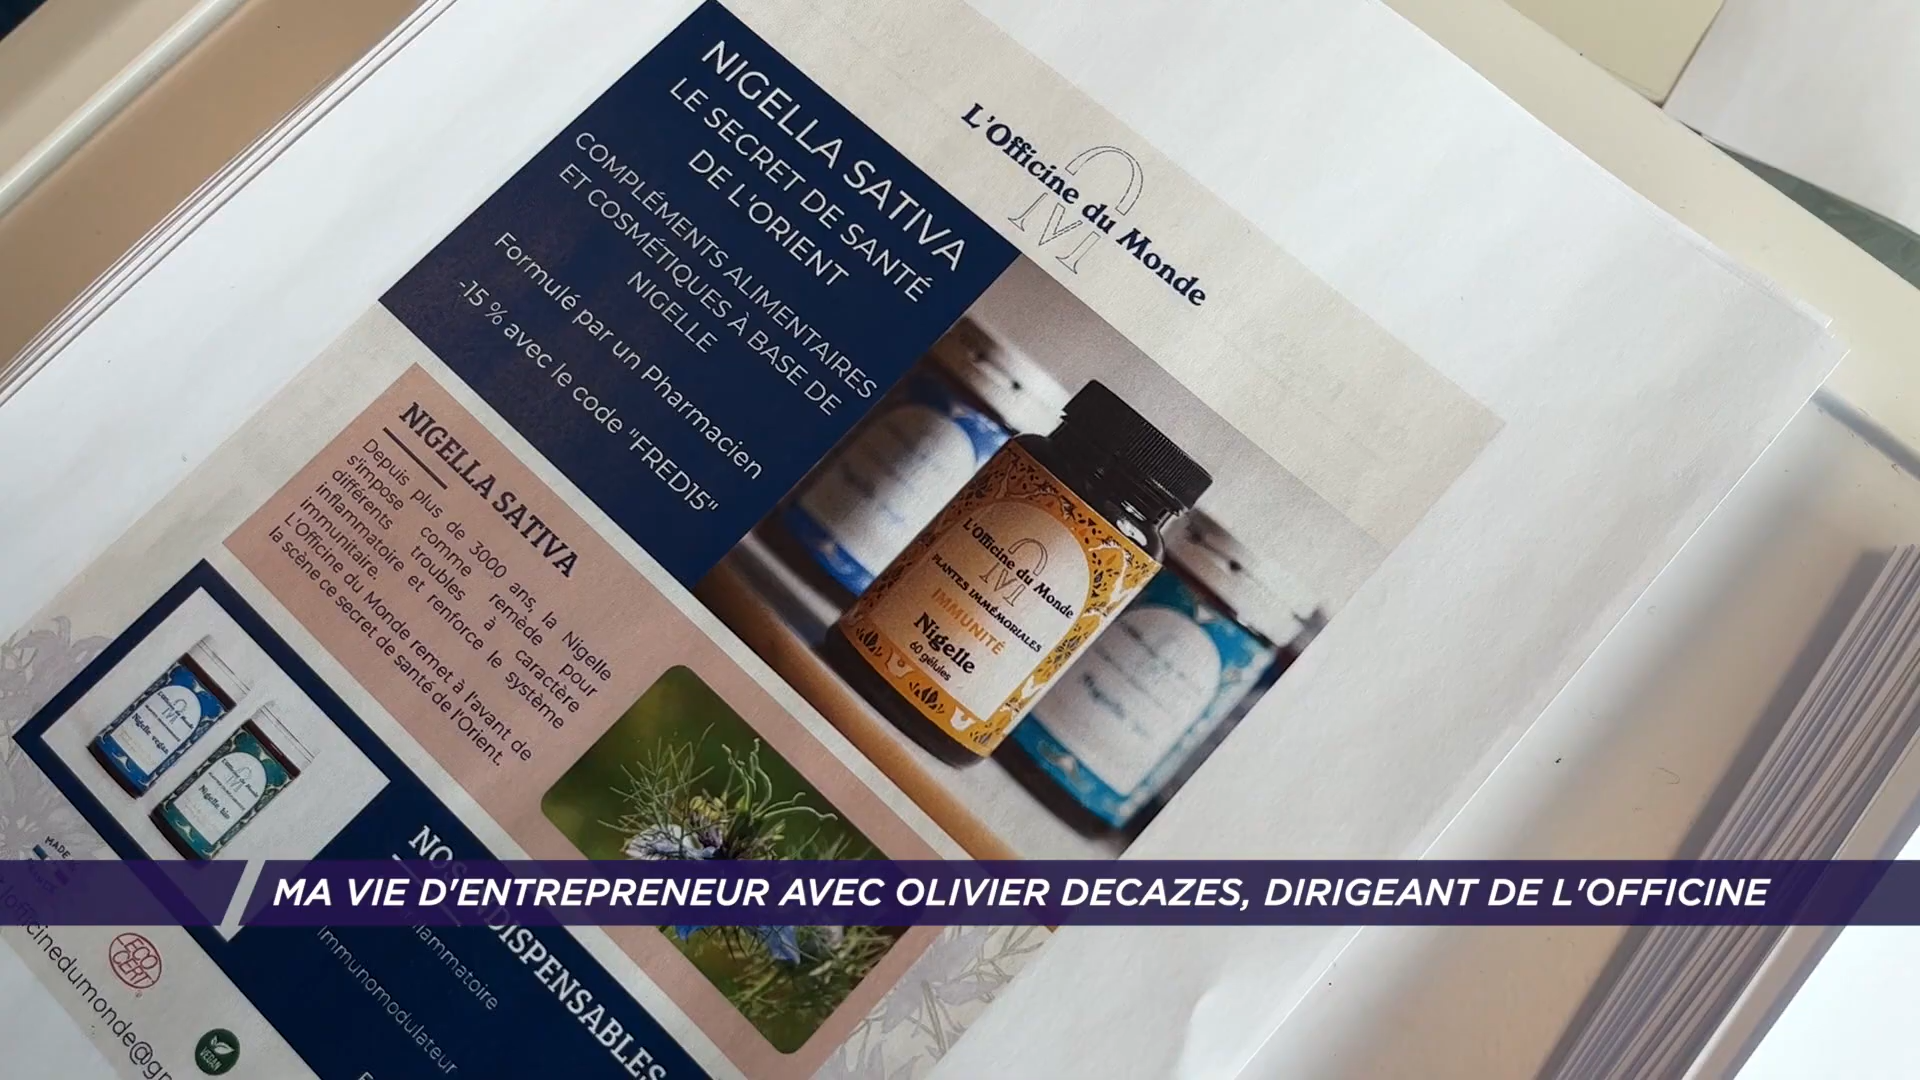 NIGELLA SATIVA
LE SECRET DE SANTÉ
DE L'ORIENT
COMPLÉMENTS ALIMENTAIRES
ET COSMÉTIQUES À BASE DE
NIGELLE
Formulé par un Pharmacien
-15 % avec le code "FRED15"
L'Officine du Monde
L'Officine du Monde
PLANTES IMMÉMORIALES
IMMUNITÉ
Nigelle
60 gélules
NIGELLA SATIVA
Depuis plus de 3000 ans, la Nigelle
s'impose comme remède pour
différents troubles à caractère
inflammatoire et renforce le système
immunitaire.
L'Officine du Monde remet à l'avant de
la scène ce secret de santé de l'Orient.
Nigelle vegan
Nigelle bio
MADE
ECO
CERT
VEGAN
MA VIE D'ENTREPRENEUR AVEC OLIVIER DECAZES, DIRIGEANT DE L'OFFICINE
Immunomodulateur